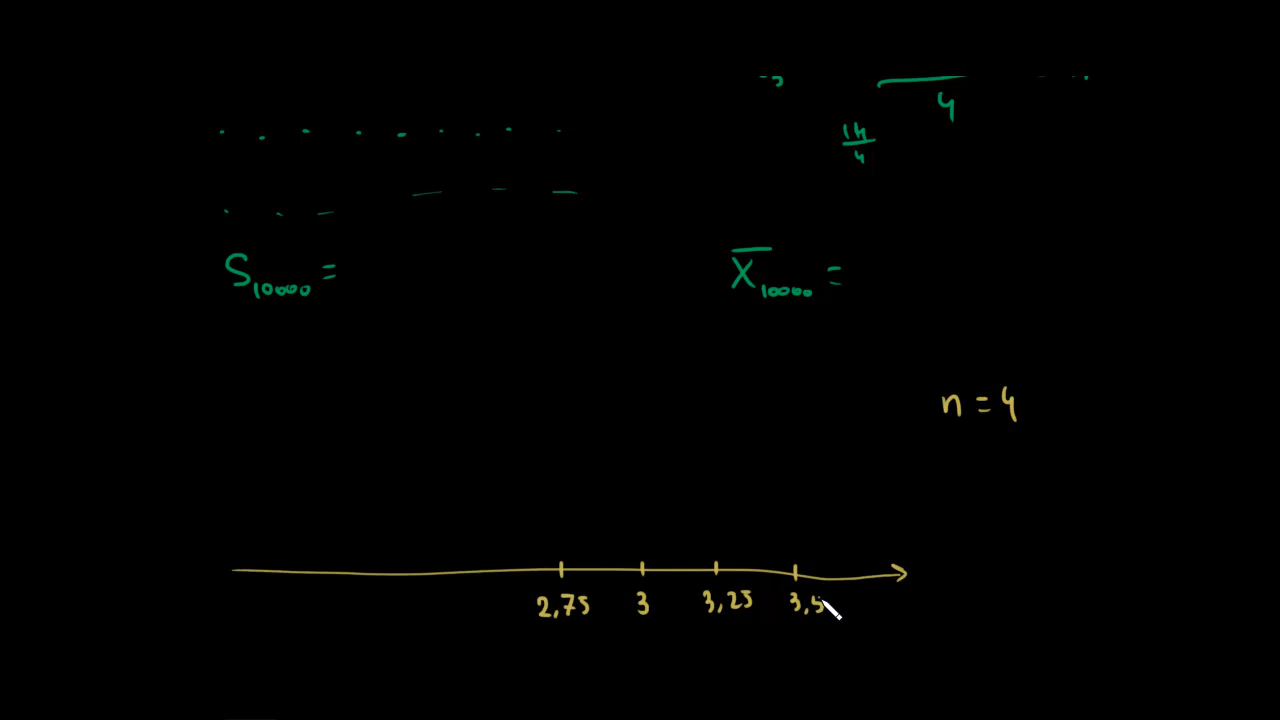 4
14/4
S₁₀₀₀₀ = X̄₁₀₀₀₀ =
n = 4
2,75 3 3,25 3,5